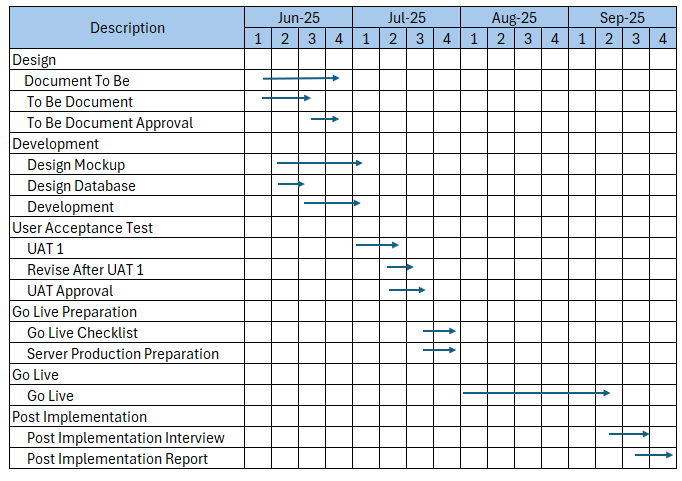 Description Jun-25 Jul-25 Aug-25 Sep-25
1 2 3 4 1 2 3 4 1 2 3 4 1 2 3 4
Design
Document To Be
To Be Document
To Be Document Approval
Development
Design Mockup
Design Database
Development
User Acceptance Test
UAT 1
Revise After UAT 1
UAT Approval
Go Live Preparation
Go Live Checklist
Server Production Preparation
Go Live
Go Live
Post Implementation
Post Implementation Interview
Post Implementation Report